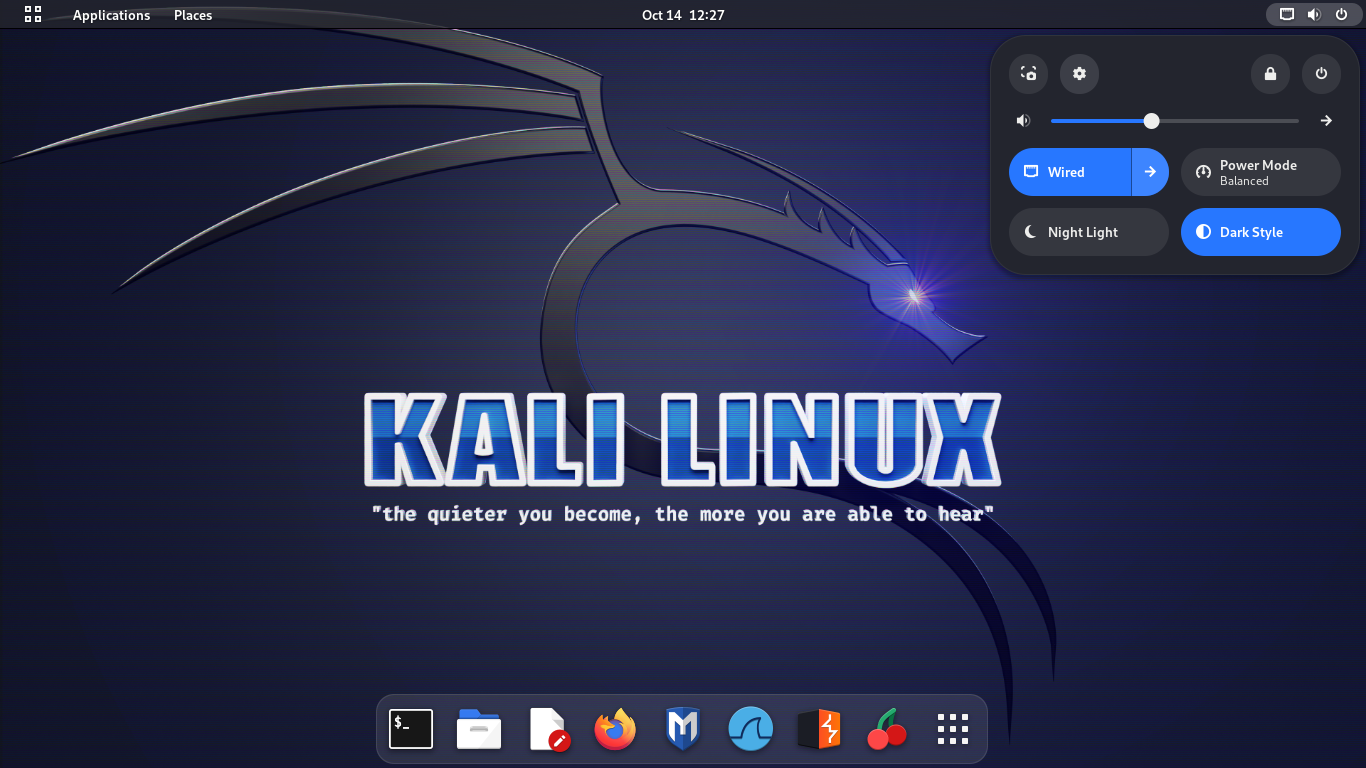 Applications Places Oct 14 12:27
Wired
Power Mode
Balanced
Night Light
Dark Style
KALI LINUX
"the quieter you become, the more you are able to hear"
$_
M